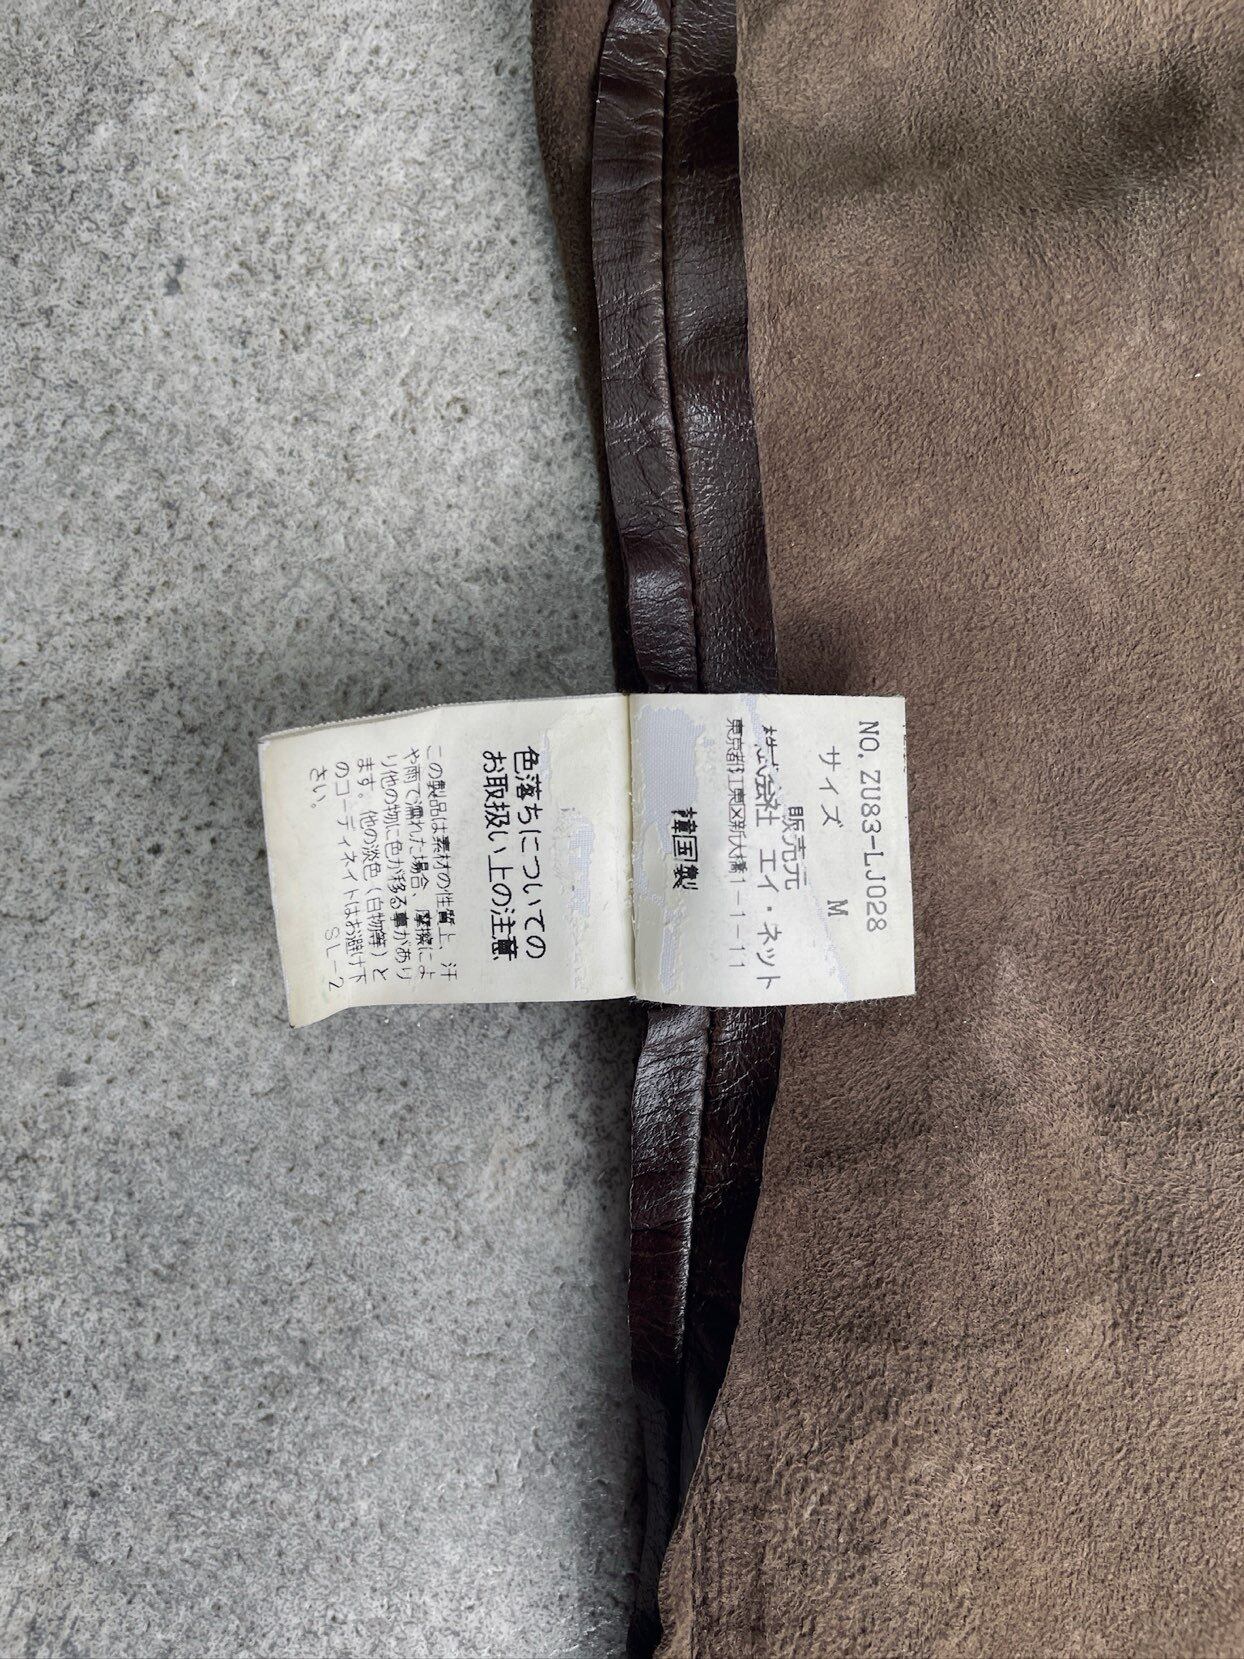 NO. ZU83-LJ028
サイズ M
販売元
株式会社 エイ・ネット
東京都江東区新大橋1-1-11
韓国製
色落ちについての
お取扱い上の注意
この製品は素材の性質上、汗
や雨で濡れた場合、摩擦によ
り他の物に色が移る事があり
ます。他の淡色(白物等)と
のコーディネイトはお避け下
さい。
SL-2